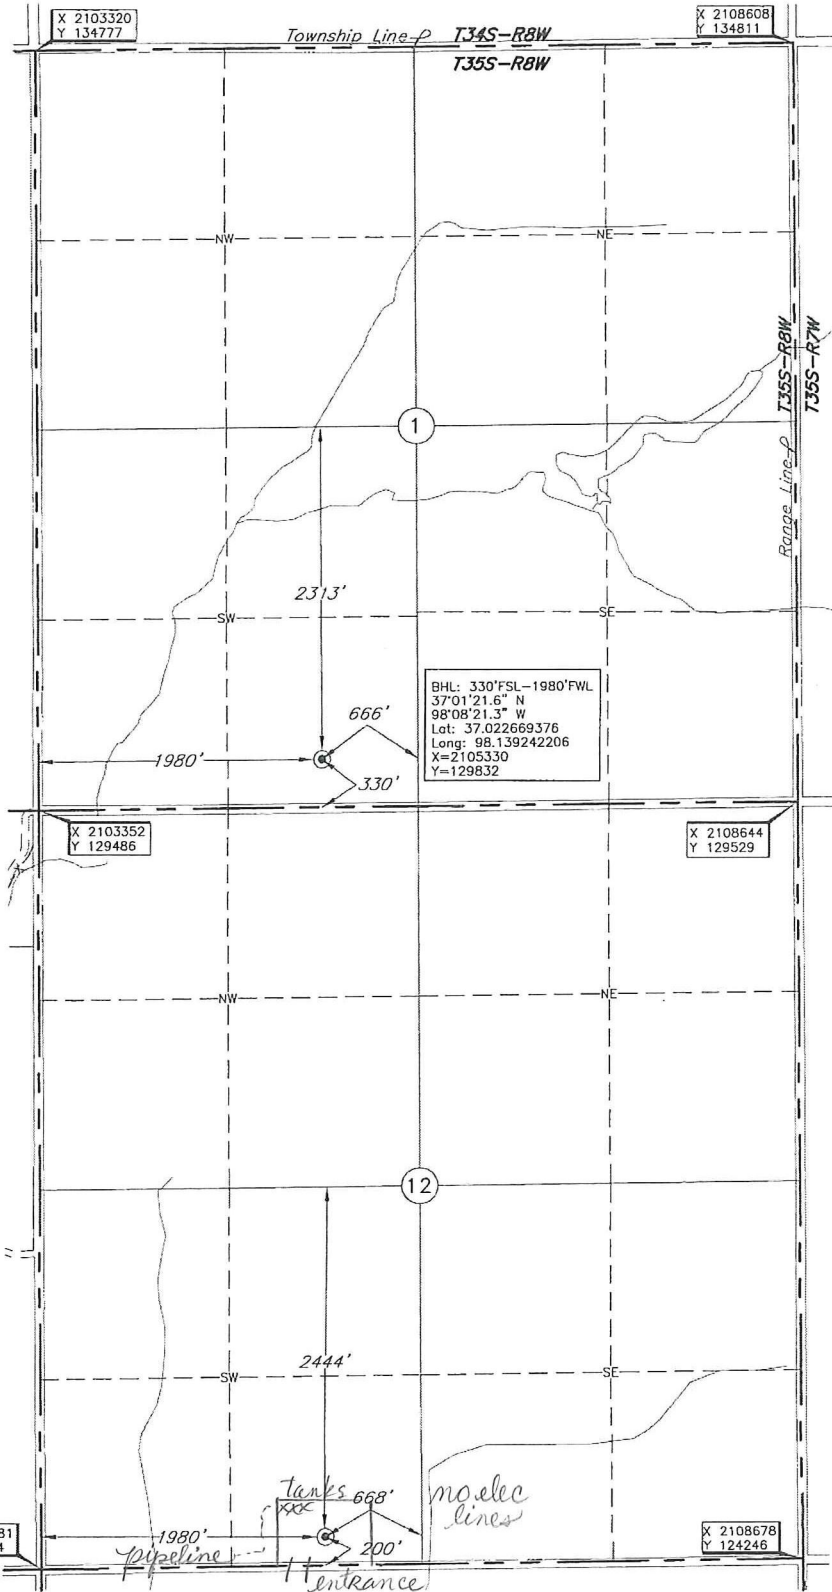 X 2103320
Y 134777
Township Line
T34S-R8W
T35S-R8W
X 2108608
Y 134811
NW
NE
T35S-R8W
T35S-R7W
Range Line
1
2313'
SW
SE
666'
1980'
330'
BHL: 330'FSL-1980'FWL
37°01'21.6" N
98°08'21.3" W
Lat: 37.022669376
Long: 98.139242206
X=2105330
Y=129832
X 2103352
Y 129486
X 2108644
Y 129529
NW
NE
12
2444'
SW
SE
tanks
xxx
668'
no elec
lines
1980'
200'
pipeline
entrance
81
4
X 2108678
Y 124246